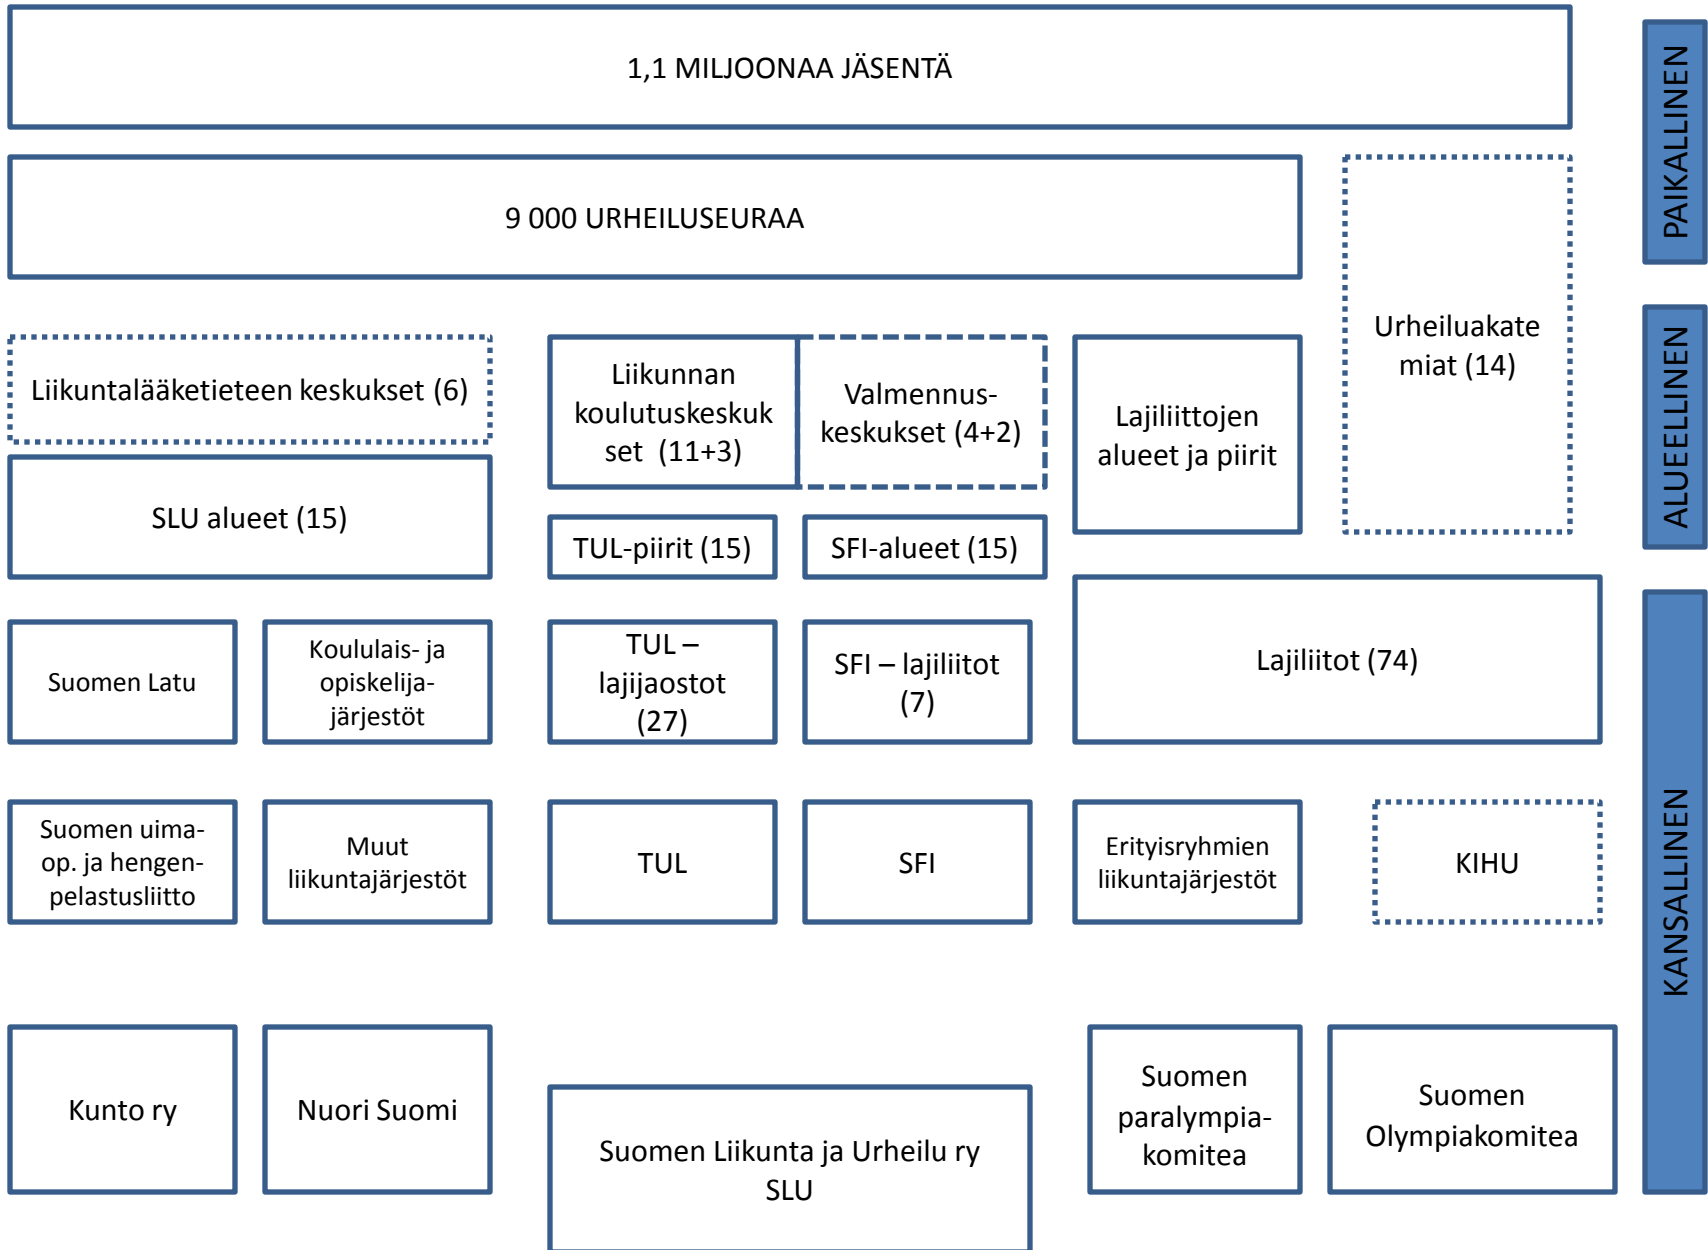 1,1 MILJOONAA JÄSENTÄ
PAIKALLINEN
9 000 URHEILUSEURAA
Urheiluakate
miat (14)
ALUEELLINEN
Liikuntalääketieteen keskukset (6)
Liikunnan
koulutuskeskuk
set (11+3)
Valmennus-
keskukset (4+2)
Lajiliittojen
alueet ja piirit
SLU alueet (15)
TUL-piirit (15)
SFI-alueet (15)
KANSALLINEN
Suomen Latu
Koululais- ja
opiskelija-
järjestöt
TUL –
lajijaostot
(27)
SFI – lajiliitot
(7)
Lajiliitot (74)
Suomen uima-
op. ja hengen-
pelastusliitto
Muut
liikuntajärjestöt
TUL
SFI
Erityisryhmien
liikuntajärjestöt
KIHU
Kunto ry
Nuori Suomi
Suomen Liikunta ja Urheilu ry
SLU
Suomen
paralympia-
komitea
Suomen
Olympiakomitea